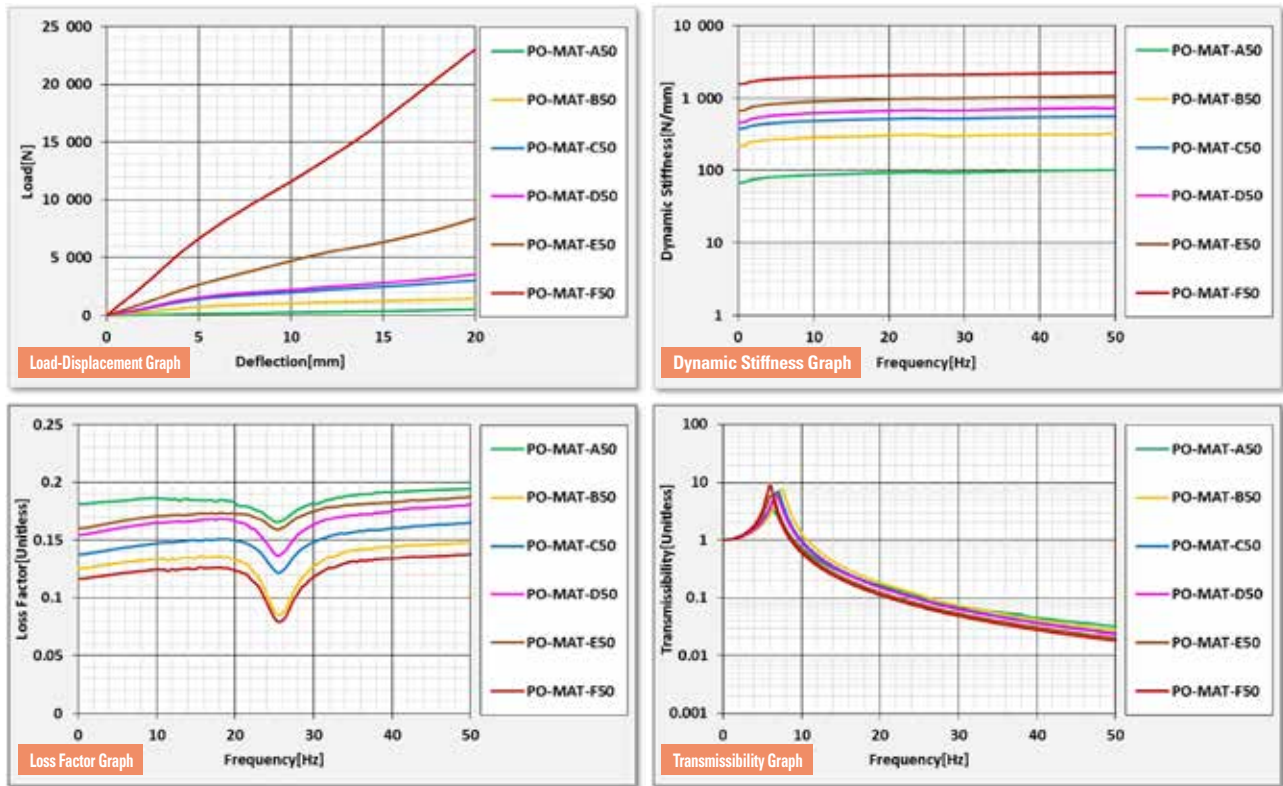 25 000
20 000
15 000
10 000
5 000
0
Load[N]
0 5 10 15 20
Deflection[mm]
Load-Displacement Graph
PO-MAT-A50
PO-MAT-B50
PO-MAT-C50
PO-MAT-D50
PO-MAT-E50
PO-MAT-F50
10 000
1 000
100
10
1
Dynamic Stiffness[N/mm]
0 10 20 30 40 50
Frequency[Hz]
Dynamic Stiffness Graph
PO-MAT-A50
PO-MAT-B50
PO-MAT-C50
PO-MAT-D50
PO-MAT-E50
PO-MAT-F50
0.25
0.2
0.15
0.1
0.05
0
Loss Factor[Unitless]
0 10 20 30 40 50
Frequency[Hz]
Loss Factor Graph
PO-MAT-A50
PO-MAT-B50
PO-MAT-C50
PO-MAT-D50
PO-MAT-E50
PO-MAT-F50
100
10
1
0.1
0.01
0.001
Transmissibility[Unitless]
0 10 20 30 40 50
Frequency[Hz]
Transmissibility Graph
PO-MAT-A50
PO-MAT-B50
PO-MAT-C50
PO-MAT-D50
PO-MAT-E50
PO-MAT-F50